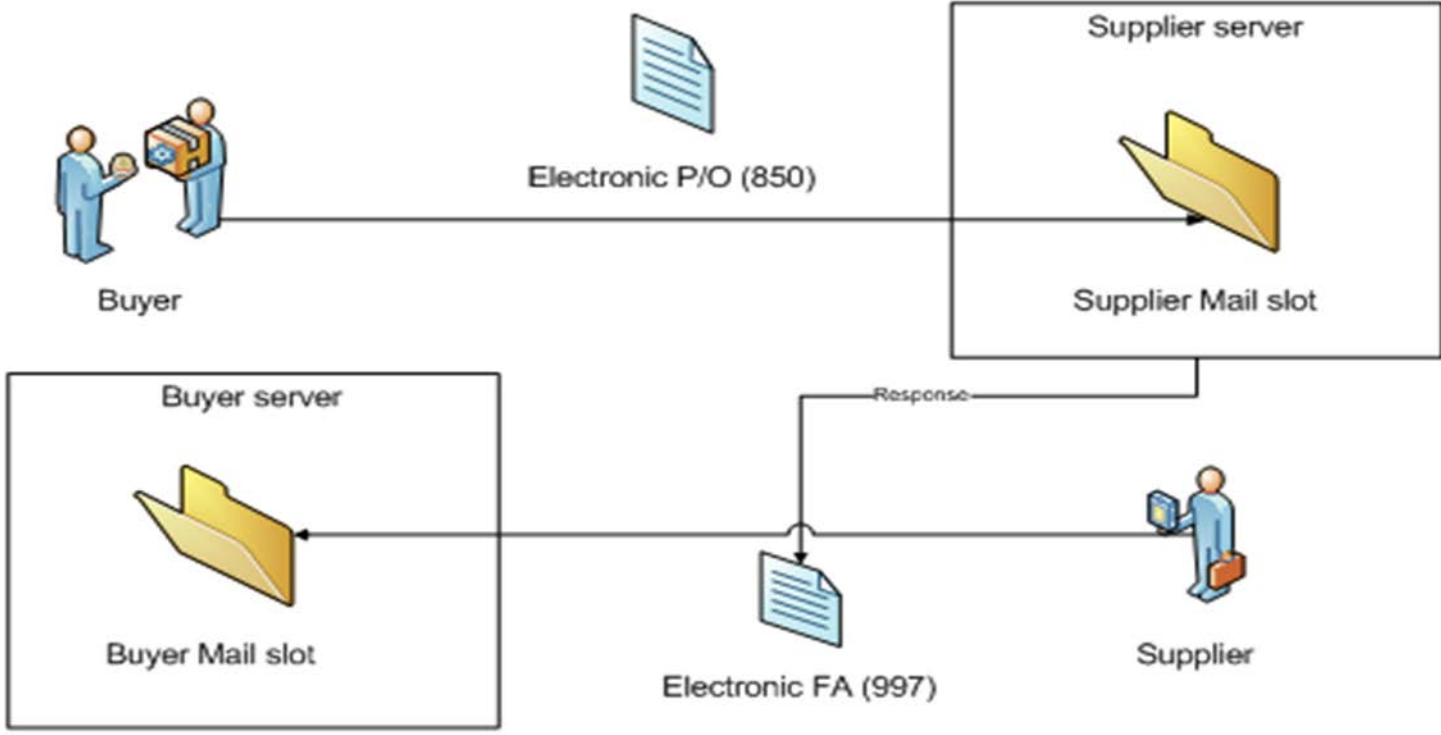 Supplier server
Electronic P/O (850)
Buyer
Supplier Mail slot
Buyer server
Response
Buyer Mail slot
Supplier
Electronic FA (997)